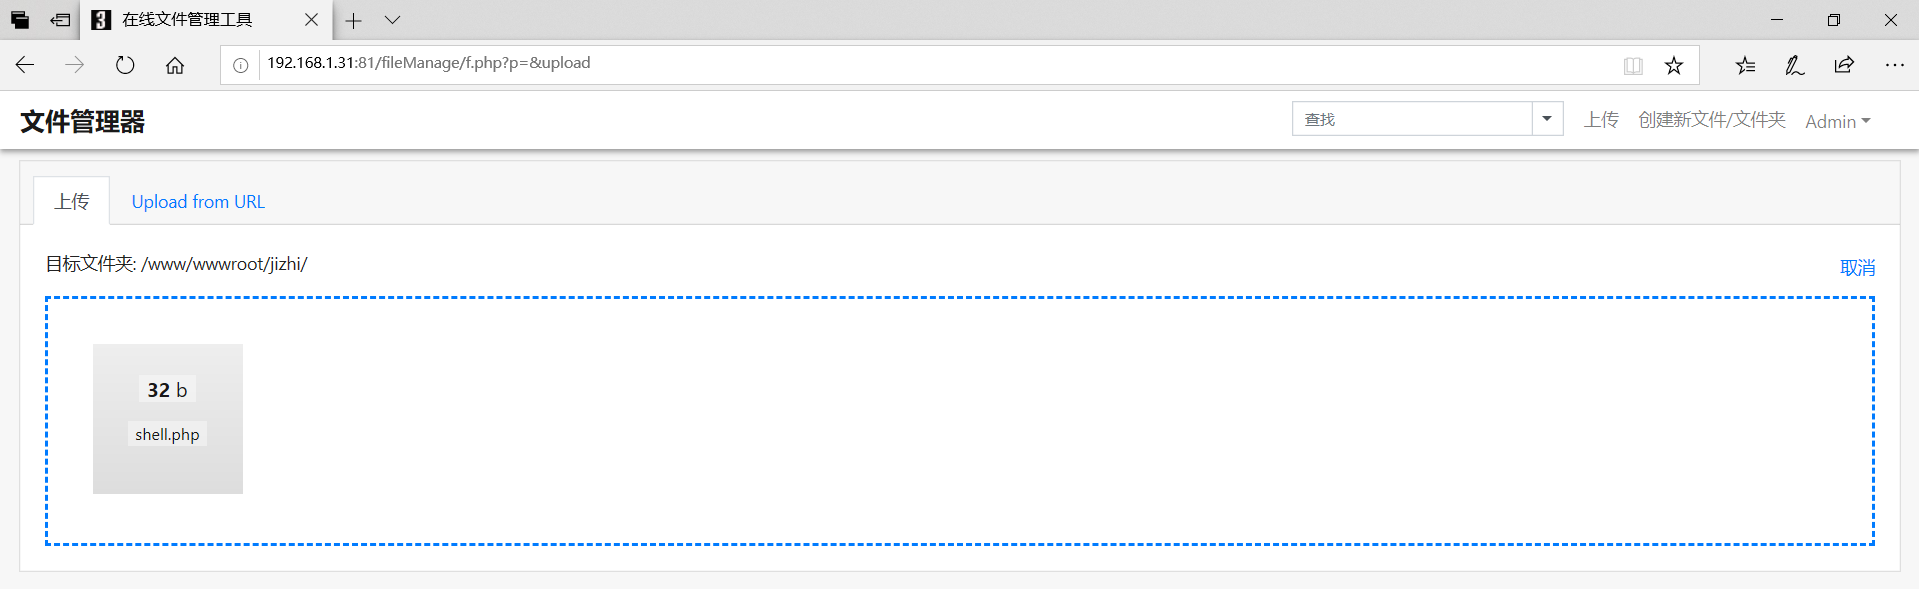 在线文件管理工具
192.168.1.31:81/fileManage/f.php?p=&upload
文件管理器
查找
上传
创建新文件/文件夹
Admin
上传
Upload from URL
目标文件夹: /www/wwwroot/jizhi/
取消
32 b
shell.php